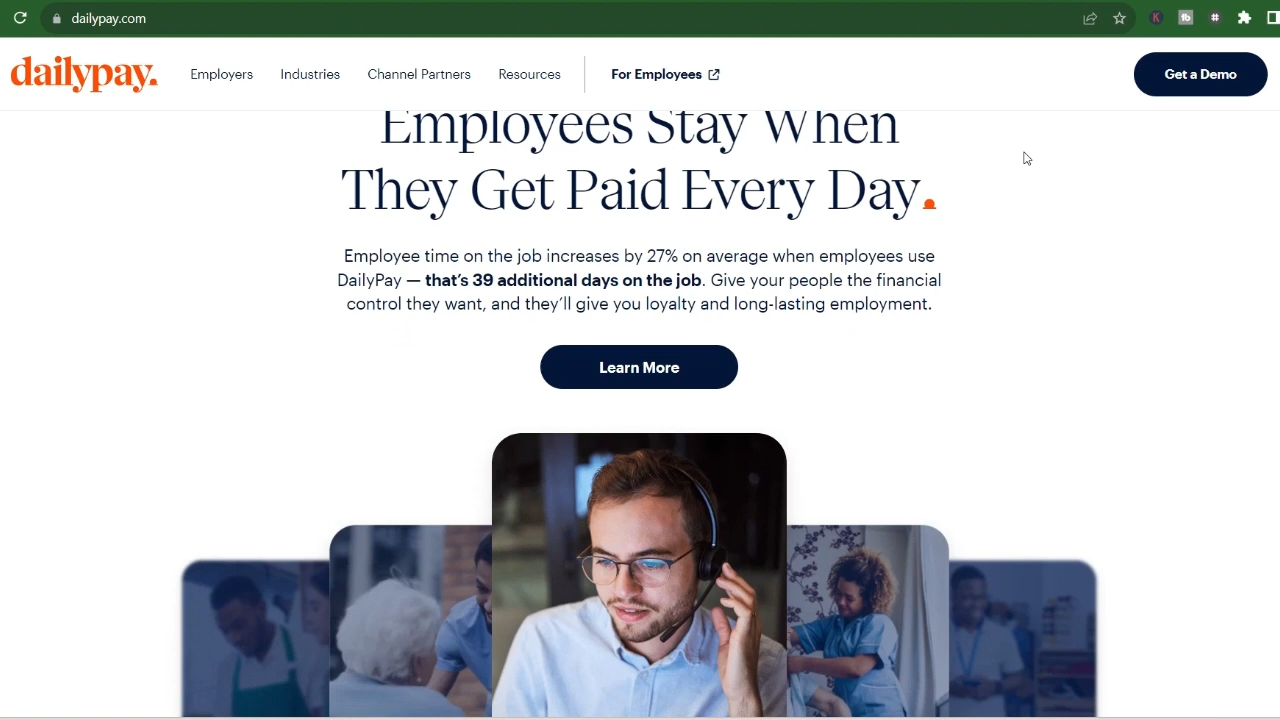 dailypay.com
K
tb
#
dailypay.
Employers
Industries
Channel Partners
Resources
For Employees
Get a Demo
Employees Stay When
They Get Paid Every Day.
Employee time on the job increases by 27% on average when employees use
DailyPay — that’s 39 additional days on the job. Give your people the financial
control they want, and they’ll give you loyalty and long-lasting employment.
Learn More